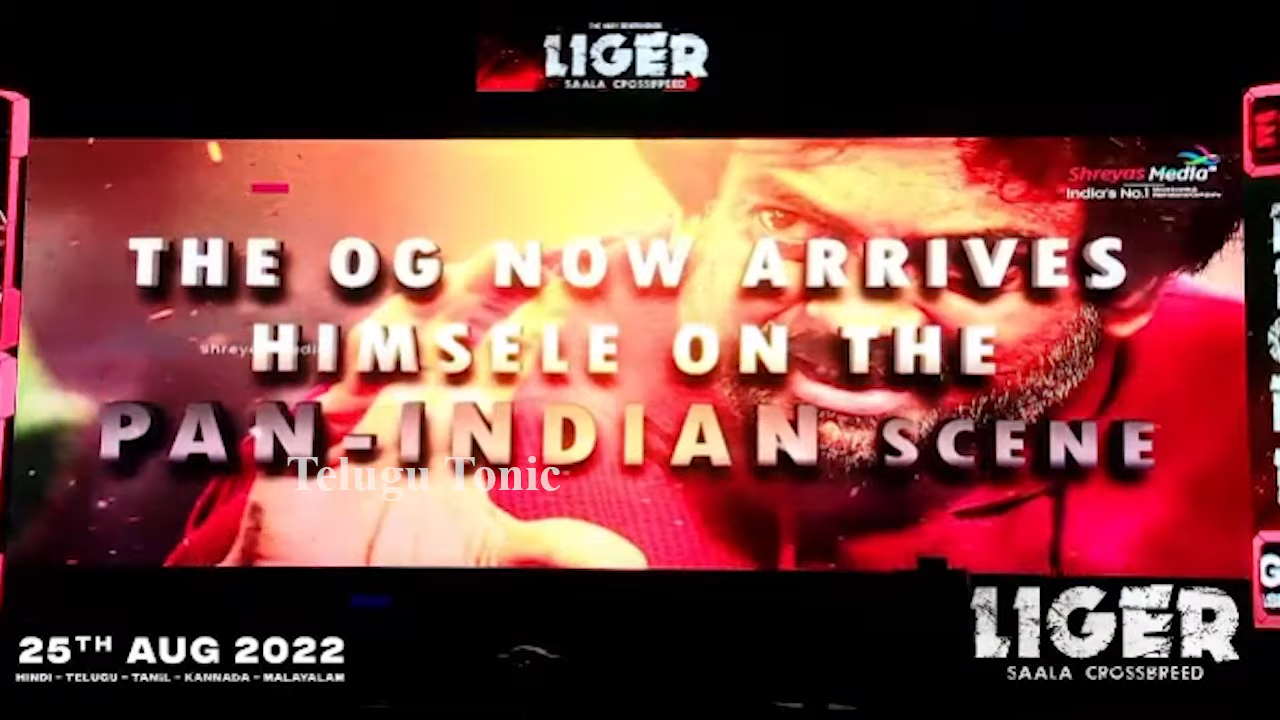 LIGER
SAALA CROSSBREED
Shreyas Media
India's No.1
THE OG NOW ARRIVES
HIMSELE ON THE
PAN-INDIAN SCENE
Telugu Tonic
25TH AUG 2022
HINDI - TELUGU - TAMIL - KANNADA - MALAYALAM
LIGER
SAALA CROSSBREED